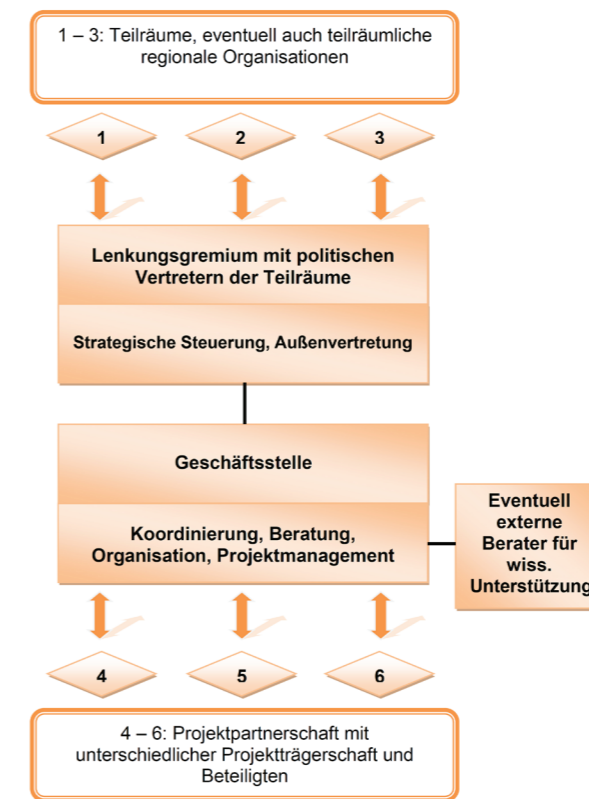 1 – 3: Teilräume, eventuell auch teilräumliche
regionale Organisationen
1
2
3
Lenkungsgremium mit politischen
Vertretern der Teilräume
Strategische Steuerung, Außenvertretung
Geschäftsstelle
Koordinierung, Beratung,
Organisation, Projektmanagement
Eventuell
externe
Berater für
wiss.
Unterstützung
4
5
6
4 – 6: Projektpartnerschaft mit
unterschiedlicher Projektträgerschaft und
Beteiligten